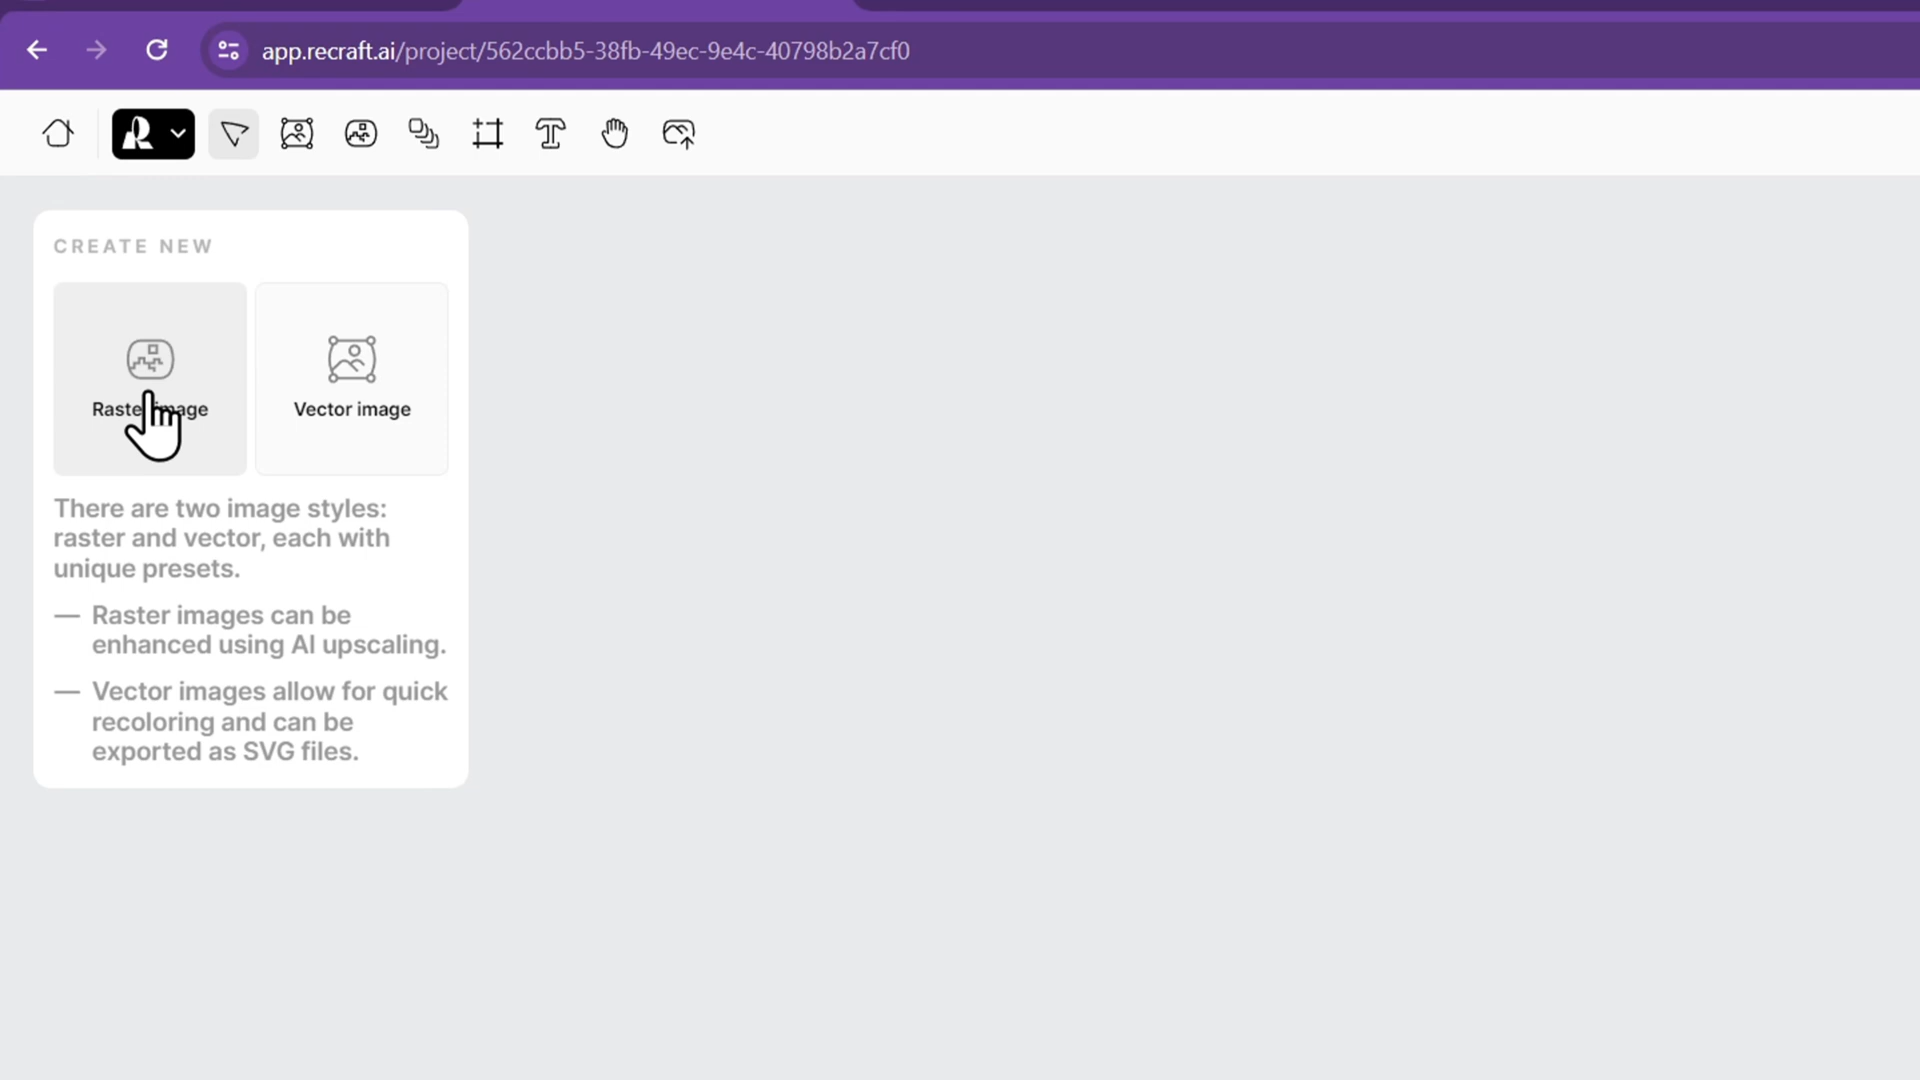 app.recraft.ai/project/562ccbb5-38fb-49ec-9e4c-40798b2a7cf0
CREATE NEW
Raster image
Vector image
There are two image styles:
raster and vector, each with
unique presets.
— Raster images can be
enhanced using AI upscaling.
— Vector images allow for quick
recoloring and can be
exported as SVG files.